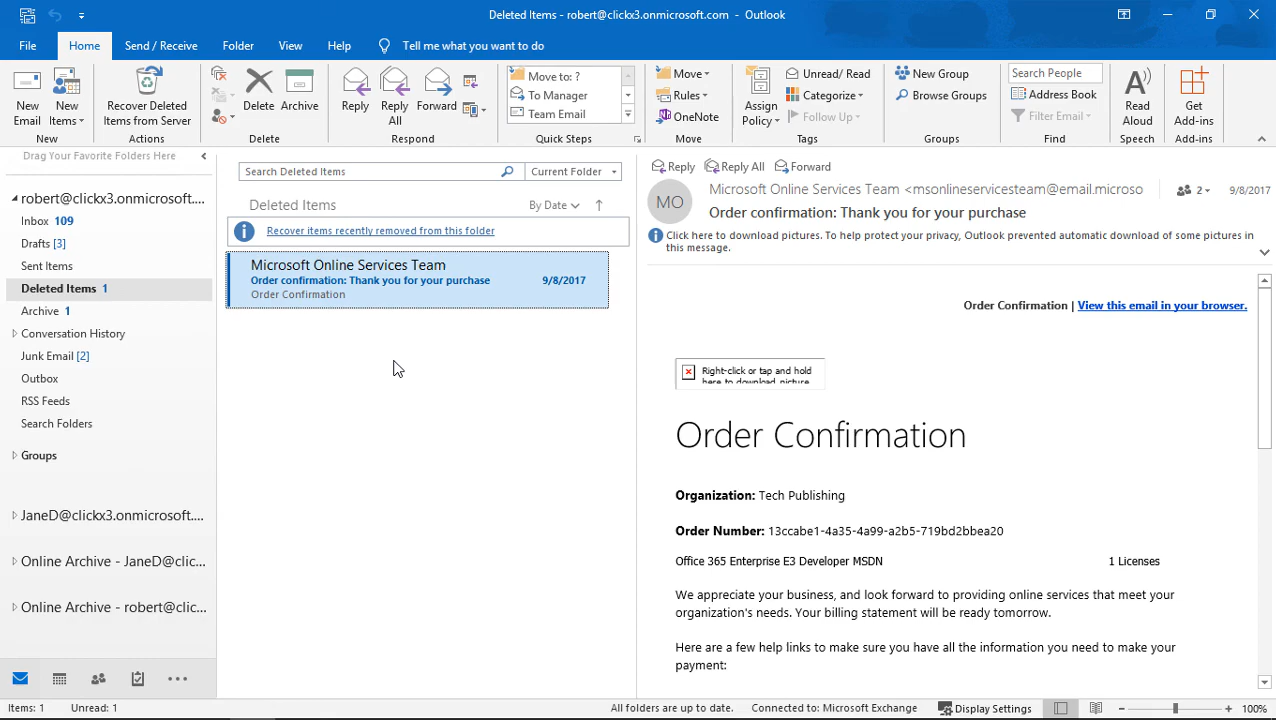 Deleted Items - robert@clickx3.onmicrosoft.com - Outlook
File Home Send / Receive Folder View Help Tell me what you want to do
New Email
New Items
New
Recover Deleted Items from Server
Actions
Delete
Archive
Delete
Reply
Reply All
Forward
Respond
Move to: ?
To Manager
Team Email
Quick Steps
Move
Rules
OneNote
Move
Assign Policy
Unread/ Read
Categorize
Follow Up
Tags
New Group
Browse Groups
Groups
Search People
Address Book
Filter Email
Find
Read Aloud
Speech
Get Add-ins
Add-ins
Drag Your Favorite Folders Here
robert@clickx3.onmicrosoft....
Inbox 109
Drafts [3]
Sent Items
Deleted Items 1
Archive 1
Conversation History
Junk Email [2]
Outbox
RSS Feeds
Search Folders
Groups
JaneD@clickx3.onmicrosoft....
Online Archive - JaneD@clic...
Online Archive - robert@clic...
Search Deleted Items Current Folder
Deleted Items By Date
Recover items recently removed from this folder
Microsoft Online Services Team
Order confirmation: Thank you for your purchase 9/8/2017
Order Confirmation
Reply Reply All Forward
MO
Microsoft Online Services Team <msonlineservicesteam@email.microso 2 9/8/2017
Order confirmation: Thank you for your purchase
Click here to download pictures. To help protect your privacy, Outlook prevented automatic download of some pictures in
this message.
Order Confirmation | View this email in your browser.
Right-click or tap and hold
here to download picture
Order Confirmation
Organization: Tech Publishing
Order Number: 13ccabe1-4a35-4a99-a2b5-719bd2bbea20
Office 365 Enterprise E3 Developer MSDN 1 Licenses
We appreciate your business, and look forward to providing online services that meet your
organization's needs. Your billing statement will be ready tomorrow.
Here are a few help links to make sure you have all the information you need to make your
payment:
Items: 1 Unread: 1 All folders are up to date. Connected to: Microsoft Exchange Display Settings 100%